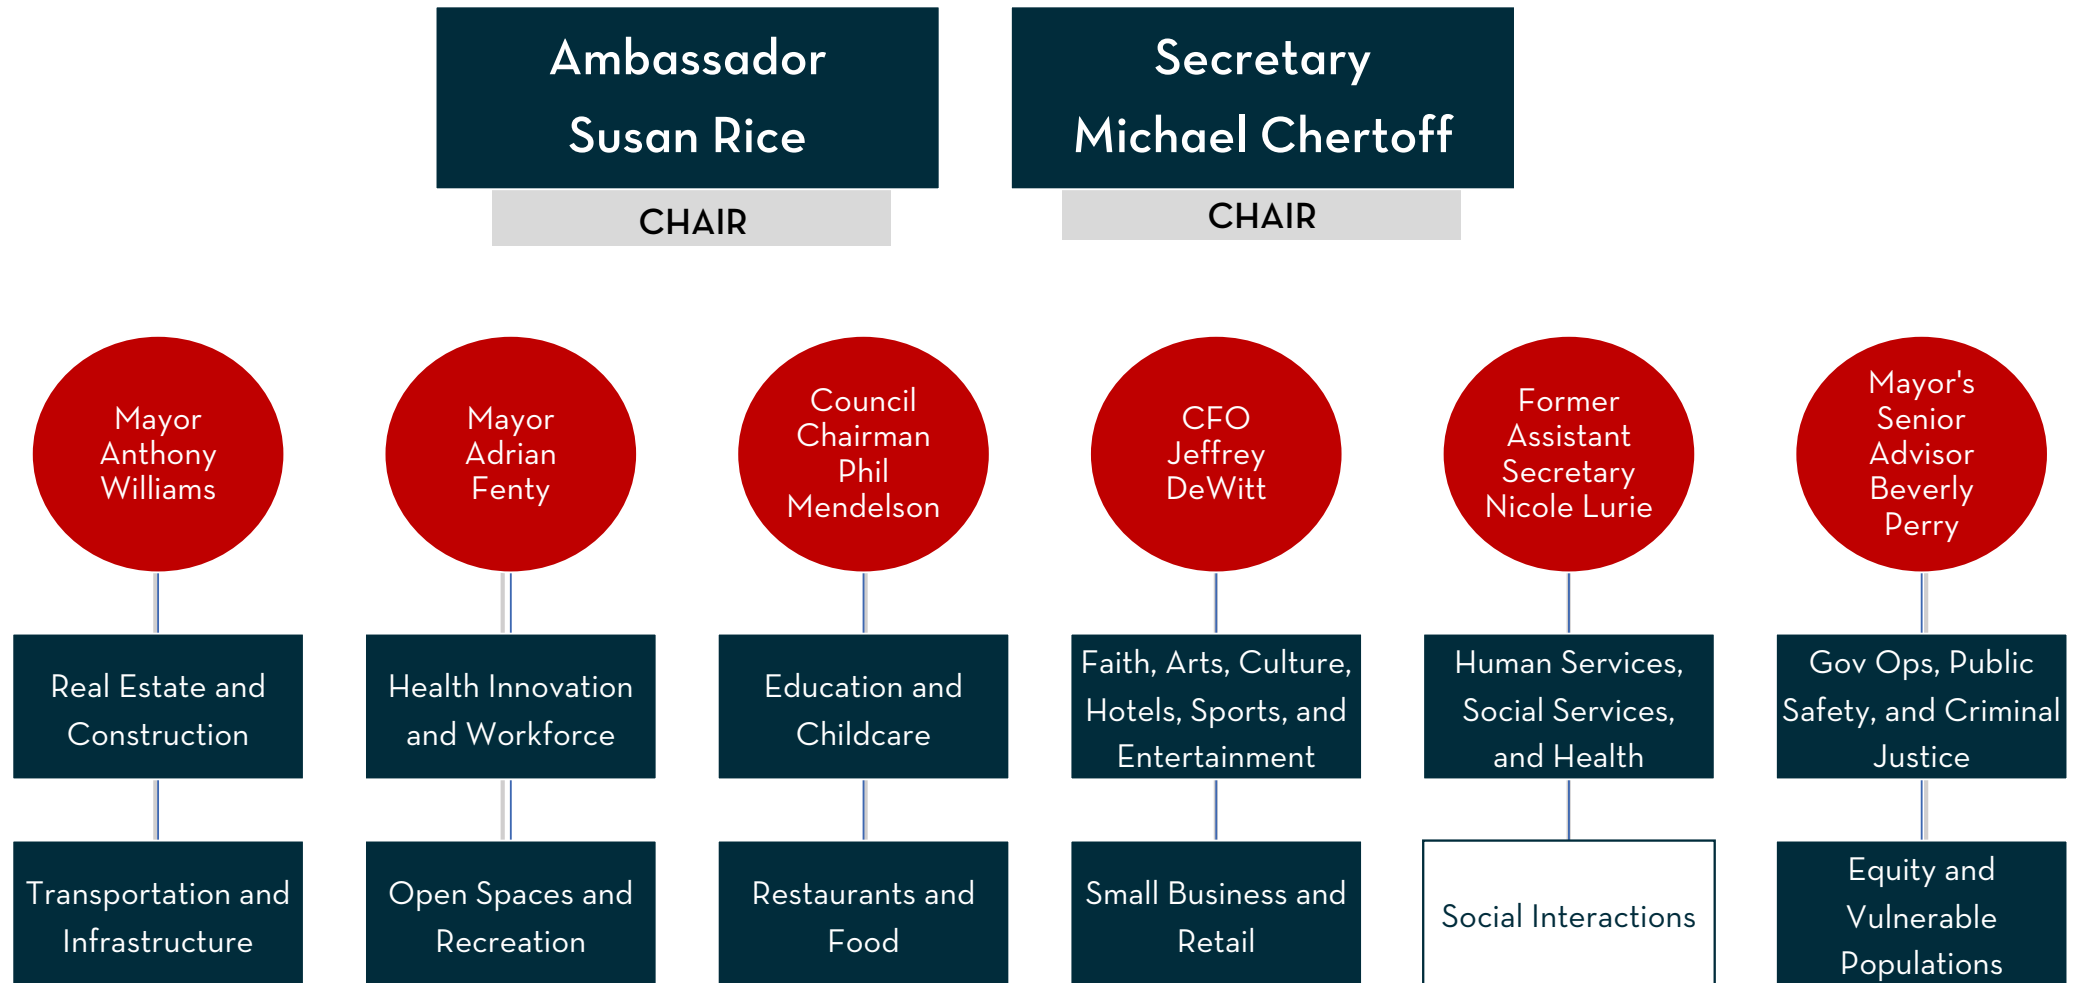 Ambassador
Susan Rice
CHAIR
Secretary
Michael Chertoff
CHAIR
Mayor
Anthony
Williams
Real Estate and
Construction
Transportation and
Infrastructure
Mayor
Adrian
Fenty
Health Innovation
and Workforce
Open Spaces and
Recreation
Council
Chairman
Phil
Mendelson
Education and
Childcare
Restaurants and
Food
CFO
Jeffrey
DeWitt
Faith, Arts, Culture,
Hotels, Sports, and
Entertainment
Small Business and
Retail
Former
Assistant
Secretary
Nicole Lurie
Human Services,
Social Services,
and Health
Social Interactions
Mayor's
Senior
Advisor
Beverly
Perry
Gov Ops, Public
Safety, and Criminal
Justice
Equity and
Vulnerable
Populations